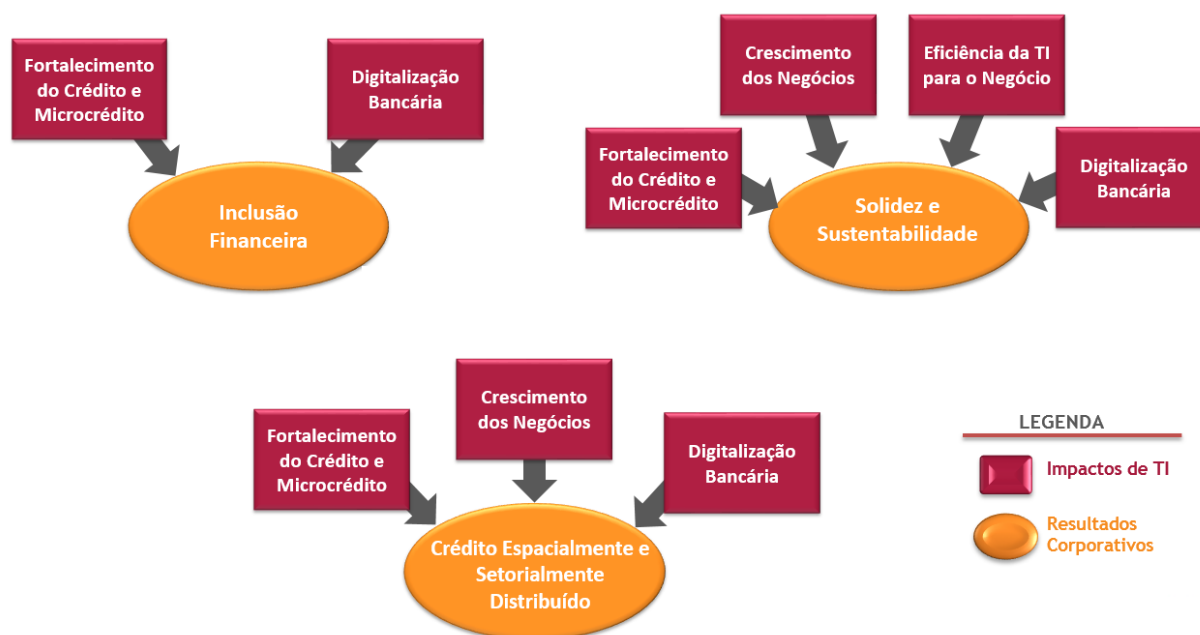 Fortalecimento
do Crédito e
Microcrédito
Digitalização
Bancária
Inclusão
Financeira
Crescimento
dos Negócios
Eficiência da TI
para o Negócio
Fortalecimento
do Crédito e
Microcrédito
Digitalização
Bancária
Solidez e
Sustentabilidade
Crescimento
dos Negócios
Fortalecimento
do Crédito e
Microcrédito
Digitalização
Bancária
Crédito Espacialmente e
Setorialmente
Distribuído
LEGENDA
Impactos de TI
Resultados
Corporativos